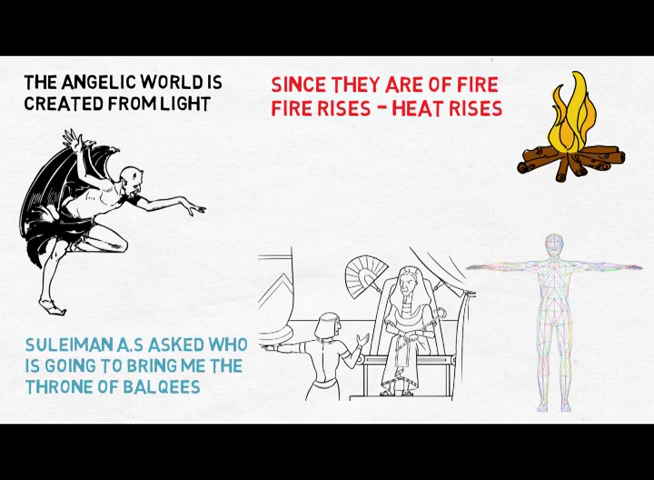 THE ANGELIC WORLD IS
CREATED FROM LIGHT
SINCE THEY ARE OF FIRE
FIRE RISES - HEAT RISES
SULEIMAN A.S ASKED WHO
IS GOING TO BRING ME THE
THRONE OF BALQEES